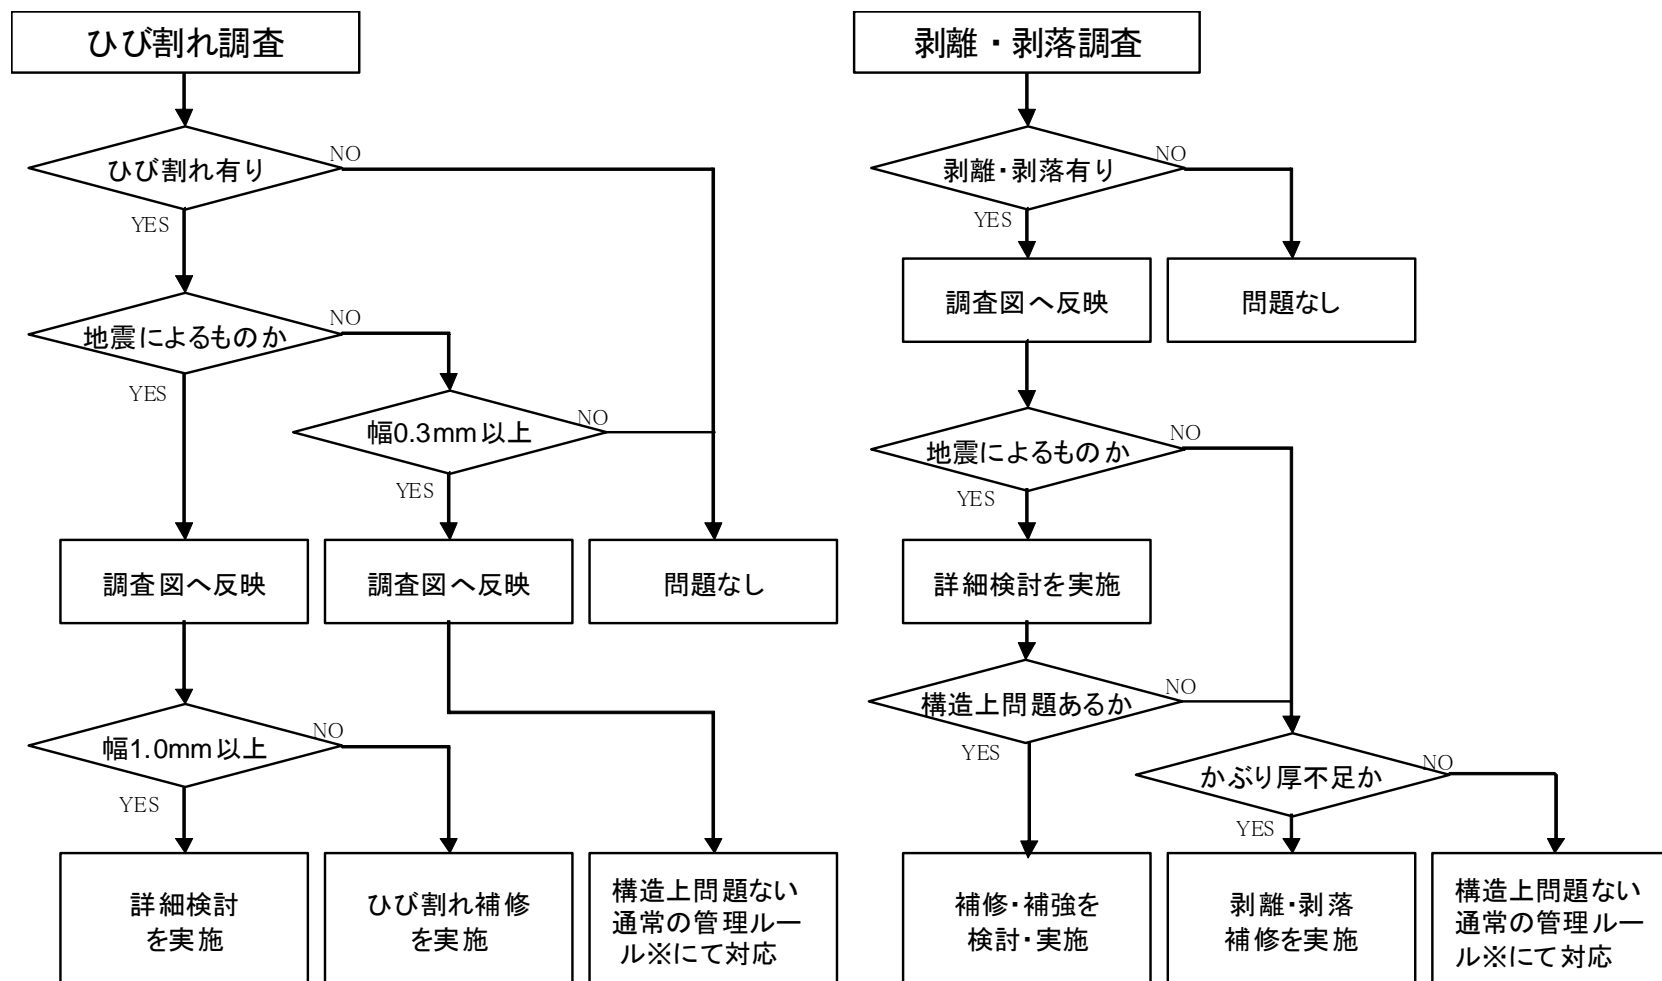 ひび割れ調査
ひび割れ有り
NO
YES
地震によるものか
NO
YES
幅0.3mm以上
NO
YES
調査図へ反映
調査図へ反映
問題なし
幅1.0mm以上
NO
YES
詳細検討
を実施
ひび割れ補修
を実施
構造上問題ない
通常の管理ルー
ル※にて対応
剥離・剥落調査
剥離・剥落有り
NO
YES
調査図へ反映
問題なし
地震によるものか
NO
YES
詳細検討を実施
構造上問題あるか
NO
YES
かぶり厚不足か
NO
YES
補修・補強を
検討・実施
剥離・剥落
補修を実施
構造上問題ない
通常の管理ルー
ル※にて対応